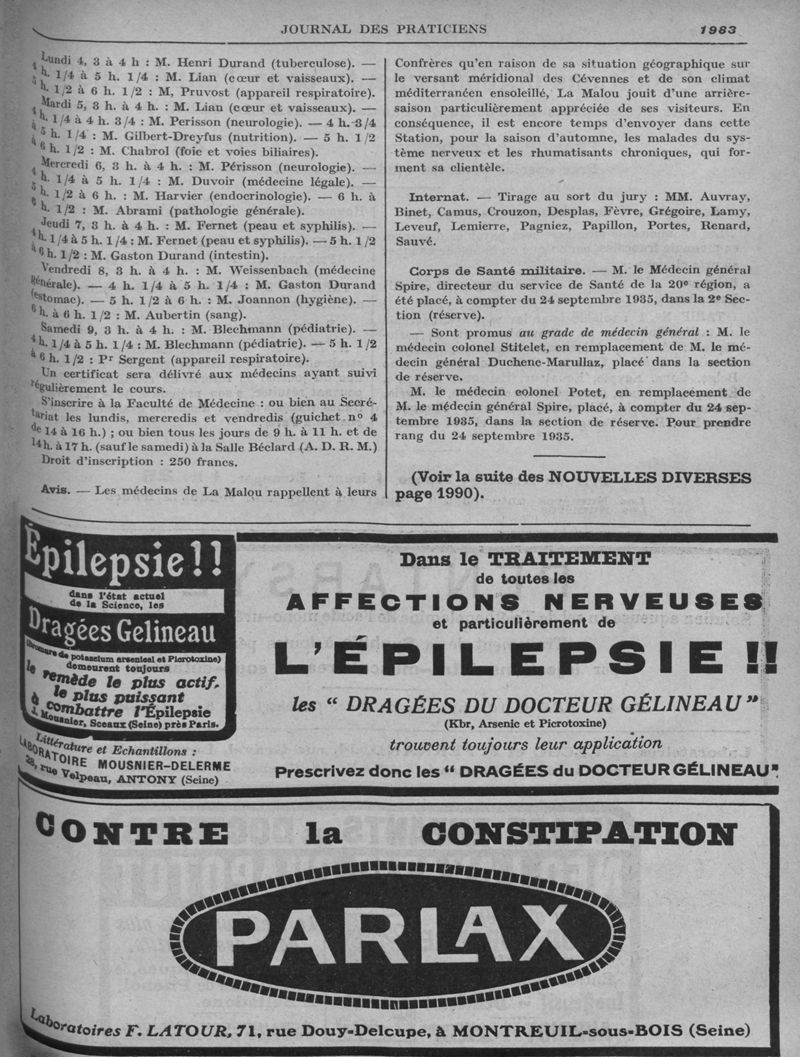 JOURNAL DES PRATICIENS
1983
Lundi 4, 3 à 4 h : M. Henri Durand (tuberculose). —
4 h. 1/4 à 5 h. 1/4 : M. Lian (cœur et vaisseaux). —
5 h. 1/2 à 6 h. 1/2 : M, Pruvost (appareil respiratoire).
Mardi 5, 3 h. à 4 h. : M. Lian (cœur et vaisseaux). —
4 h. 1/4 à 4 h. 3/4 : M. Perisson (neurologie). — 4 h. 3/4
à 5 h. 1/4 : M. Gilbert-Dreyfus (nutrition). — 5 h. 1/2
à 6 h. 1/2 : M. Chabrol (foie et voies biliaires).
Mercredi 6, 3 h. à 4 h. : M. Périsson (neurologie). —
4 h. 1/4 à 5 h. 1/4 : M. Duvoir (médecine légale). —
5 h. 1/2 à 6 h. : M. Harvier (endocrinologie). — 6 h. à
6 h. 1/2 : M. Abrami (pathologie générale).
Jeudi 7, 3 h. à 4 h. : M. Fernet (peau et syphilis). —
4 h. 1/4 à 5 h. 1/4 : M. Fernet (peau et syphilis). — 5 h. 1/2
à 6 h. 1/2 : M. Gaston Durand (intestin).
Vendredi 8, 3 h. à 4 h. : M. Weissenbach (médecine
générale). — 4 h. 1/4 à 5 h. 1/4 : M. Gaston Durand
(estomac). — 5 h. 1/2 à 6 h. : M. Joannon (hygiène). —
6 h. à 6 h. 1/2 : M. Aubertin (sang).
Samedi 9, 3 h. à 4 h. : M. Blechmann (pédiatrie). —
4 h. 1/4 à 5 h. 1/4 : M. Blechmann (pédiatrie). — 5 h. 1/2
à 6 h. 1/2 : Pr Sergent (appareil respiratoire).
Un certificat sera délivré aux médecins ayant suivi
régulièrement le cours.
S'inscrire à la Faculté de Médecine : ou bien au Secré-
tariat les lundis, mercredis et vendredis (guichet nº 4
de 14 à 16 h.) ; ou bien tous les jours de 9 h. à 11 h. et de
14 h. à 17 h. (sauf le samedi) à la Salle Béclard (A. D. R. M.)
Droit d'inscription : 250 francs.
Avis. — Les médecins de La Malou rappellent à leurs
Confrères qu'en raison de sa situation géographique sur
le versant méridional des Cévennes et de son climat
méditerranéen ensoleillé, La Malou jouit d'une arrière-
saison particulièrement appréciée de ses visiteurs. En
conséquence, il est encore temps d'envoyer dans cette
Station, pour la saison d'automne, les malades du sys-
tème nerveux et les rhumatisants chroniques, qui for-
ment sa clientèle.
Internat. — Tirage au sort du jury : MM. Auvray,
Binet, Camus, Crouzon, Desplas, Fèvre, Grégoire, Lamy,
Leveuf, Lemierre, Pagniez, Papillon, Portes, Renard,
Sauvé.
Corps de Santé militaire. — M. le Médecin général
Spire, directeur du service de Santé de la 20e région, a
été placé, à compter du 24 septembre 1935, dans la 2e Sec-
tion (réserve).
— Sont promus au grade de médecin général : M. le
médecin colonel Stitelet, en remplacement de M. le mé-
decin général Duchene-Marullaz, placé dans la section
de réserve.
M. le médecin colonel Potet, en remplacement de
M. le médecin général Spire, placé, à compter du 24 sep-
tembre 1935, dans la section de réserve. Pour prendre
rang du 24 septembre 1935.
(Voir la suite des NOUVELLES DIVERSES
page 1990).
Épilepsie!!
dans l'état actuel
de la Science, les
Dragées Gelineau
(Bromure de potassium arsenical et Picrotoxine)
demeurent toujours
le remède le plus actif,
le plus puissant
à combattre l'Épilepsie
J. Mousnier, Sceaux (Seine) près Paris.
Littérature et Echantillons :
LABORATOIRE MOUSNIER-DELERME
28, rue Velpeau, ANTONY (Seine)
Dans le TRAITEMENT
de toutes les
AFFECTIONS NERVEUSES
et particulièrement de
L'ÉPILEPSIE !!
les “ DRAGÉES DU DOCTEUR GÉLINEAU ”
(Kbr, Arsenic et Picrotoxine)
trouvent toujours leur application
Prescrivez donc les “ DRAGÉES du DOCTEUR GÉLINEAU ”
CONTRE la CONSTIPATION
PARLAX
Laboratoires F. LATOUR, 71, rue Douy-Delcupe, à MONTREUIL-sous-BOIS (Seine)